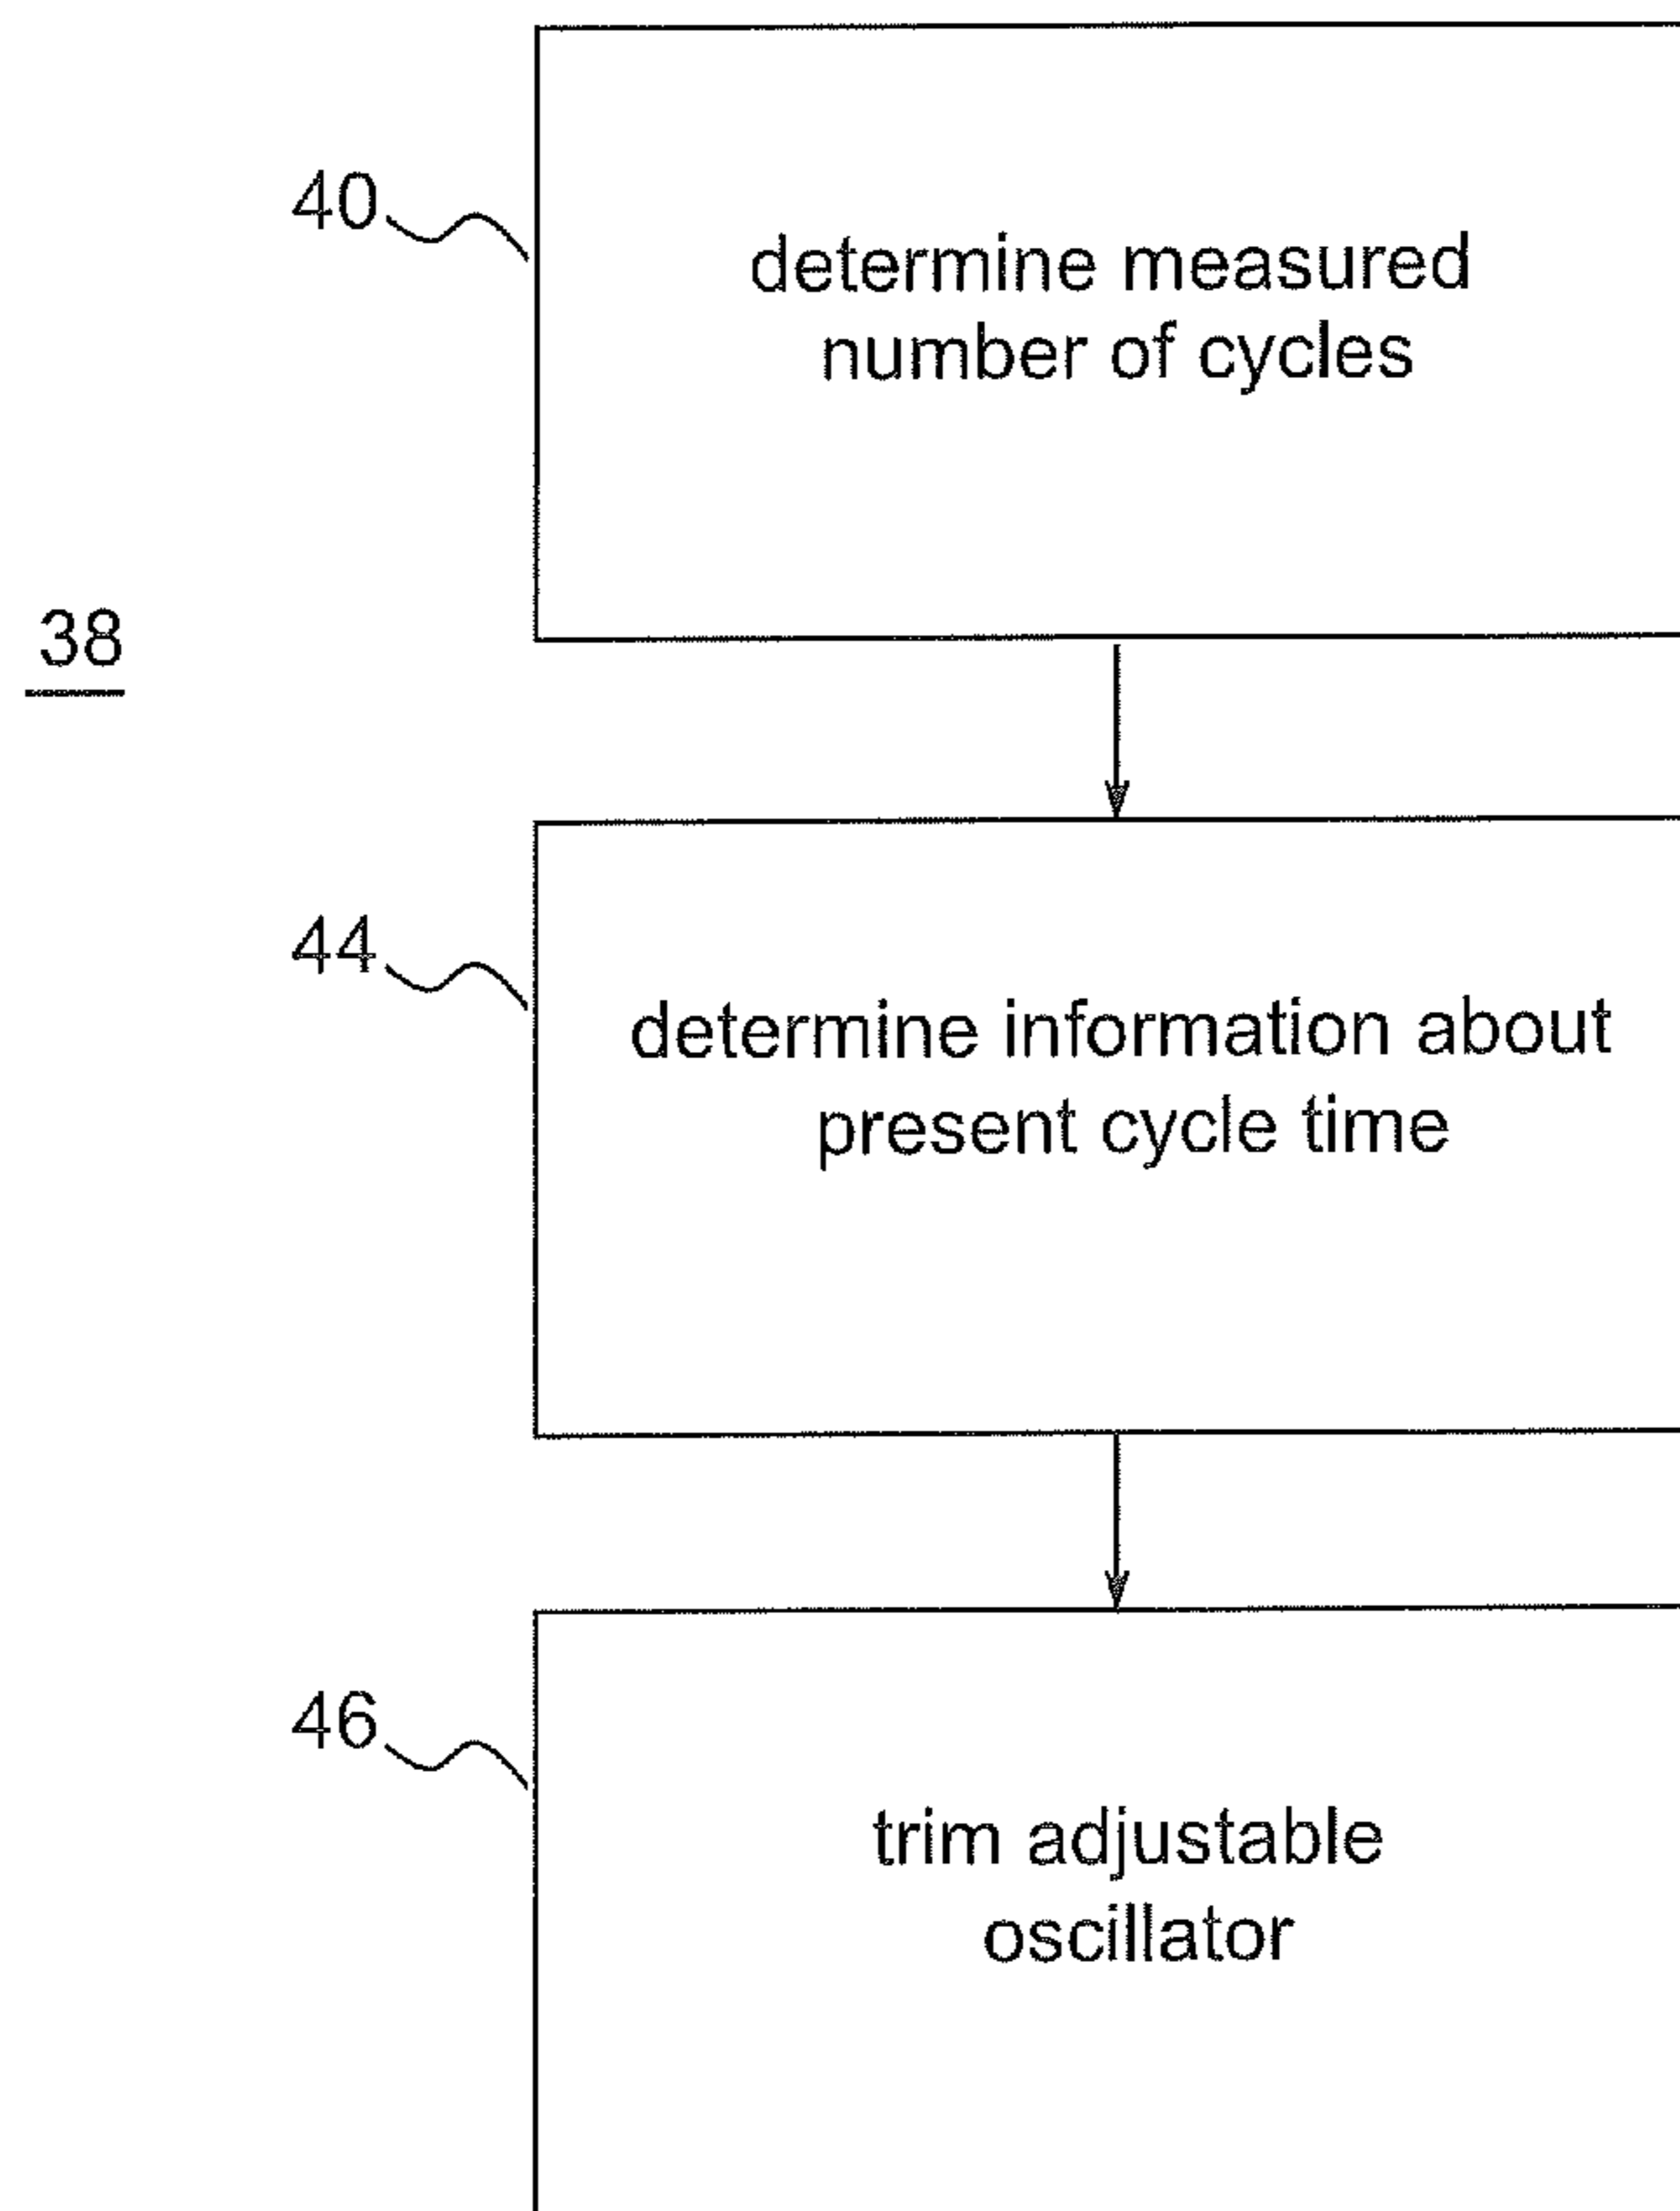 40
determine measured
number of cycles
38
44
determine information about
present cycle time
46
trim adjustable
oscillator